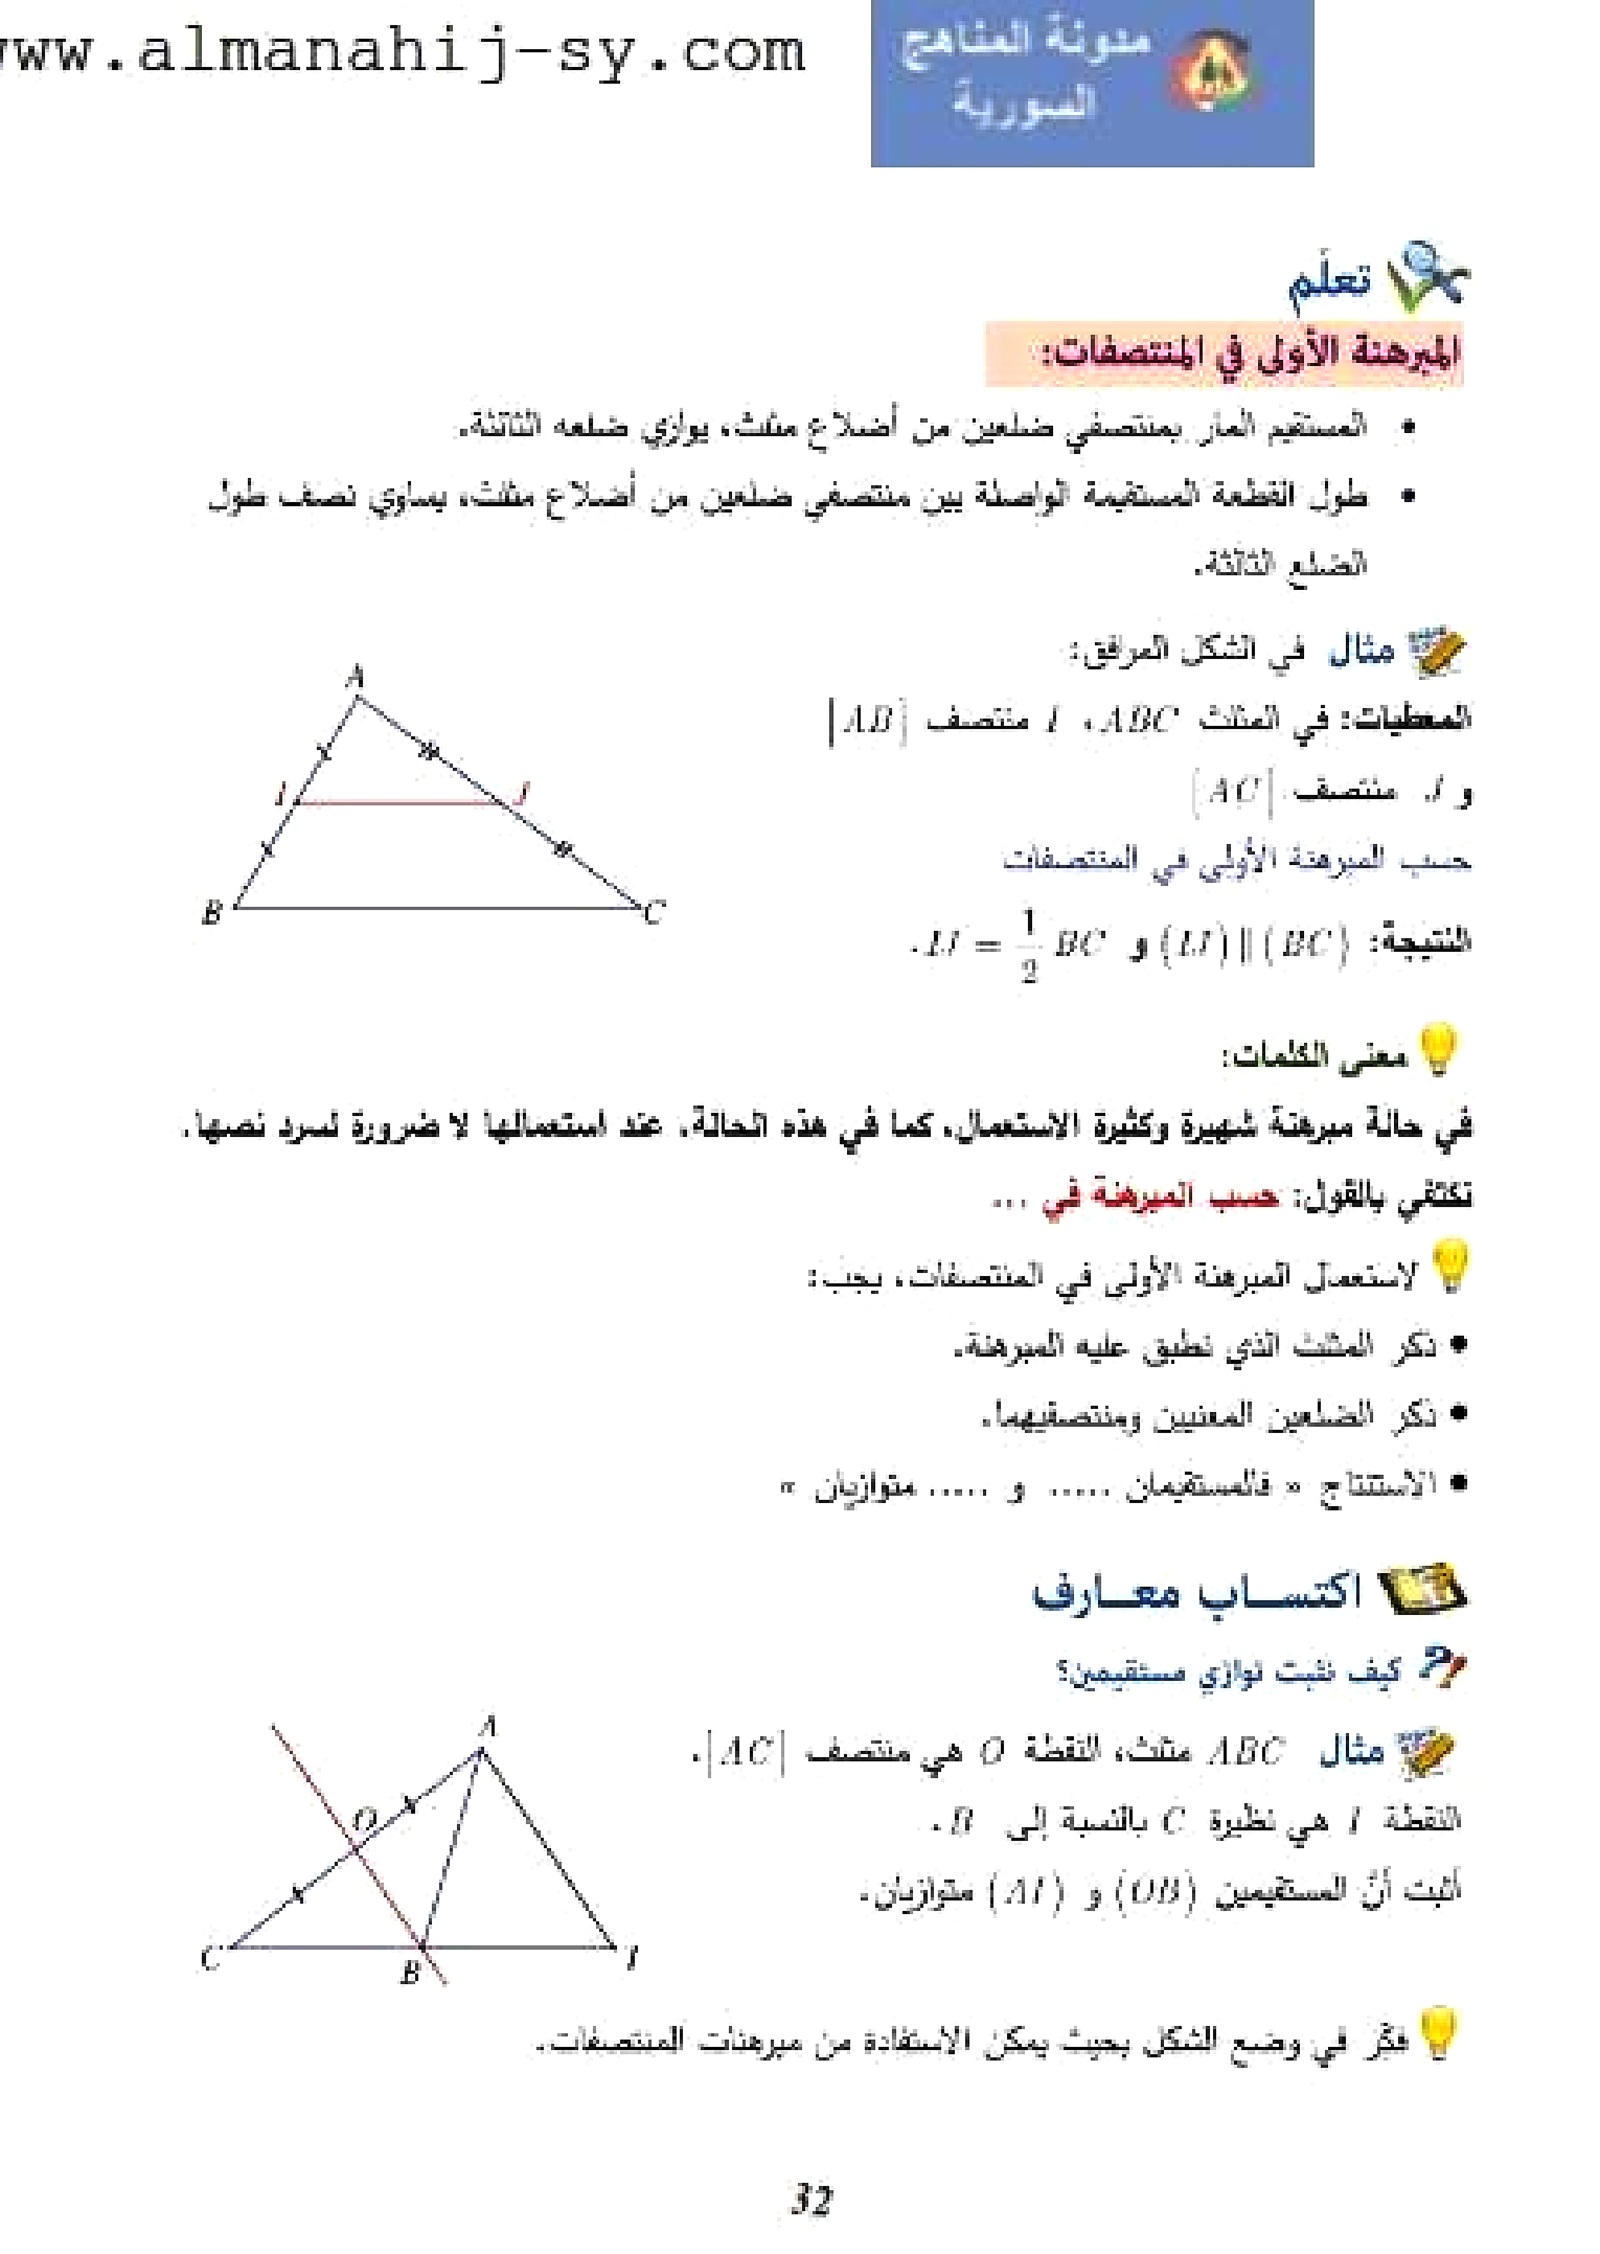 www.almanahij-sy.com
مدونة المناهج
السورية
تعلّم
المبرهنة الأولى في المنتصفات:
• المستقيم المار بمنتصفي ضلعين من أضلاع مثلث، يوازي ضلعه الثالثة.
• طول القطعة المستقيمة الواصلة بين منتصفي ضلعين من أضلاع مثلث، يساوي نصف طول
الضلع الثالثة.
مثال في الشكل المرافق:
المعطيات: في المثلث ABC، I منتصف [AB]
و J منتصف [AC]
حسب المبرهنة الأولى في المنتصفات
النتيجة: (IJ) || (BC) و IJ = 1/2 BC.
A
I J
B C
معنى الكلمات:
في حالة مبرهنة شهيرة وكثيرة الاستعمال، كما في هذه الحالة، عند استعمالها لا ضرورة لسرد نصها.
نكتفي بالقول: حسب المبرهنة في ...
لاستعمال المبرهنة الأولى في المنتصفات، يجب:
• ذكر المثلث الذي نطبق عليه المبرهنة.
• ذكر الضلعين المعنيين ومنتصفيهما.
• الاستنتاج « فالمستقيمان ..... و ..... متوازيان »
اكتســاب معــارف
كيف نثبت توازي مستقيمين؟
مثال ABC مثلث، النقطة O هي منتصف [AC].
النقطة I هي نظيرة C بالنسبة إلى B.
أثبت أنّ المستقيمين (OB) و (AI) متوازيان.
A
O
C B I
فكّر في وضع الشكل بحيث يمكن الاستفادة من مبرهنات المنتصفات.
32